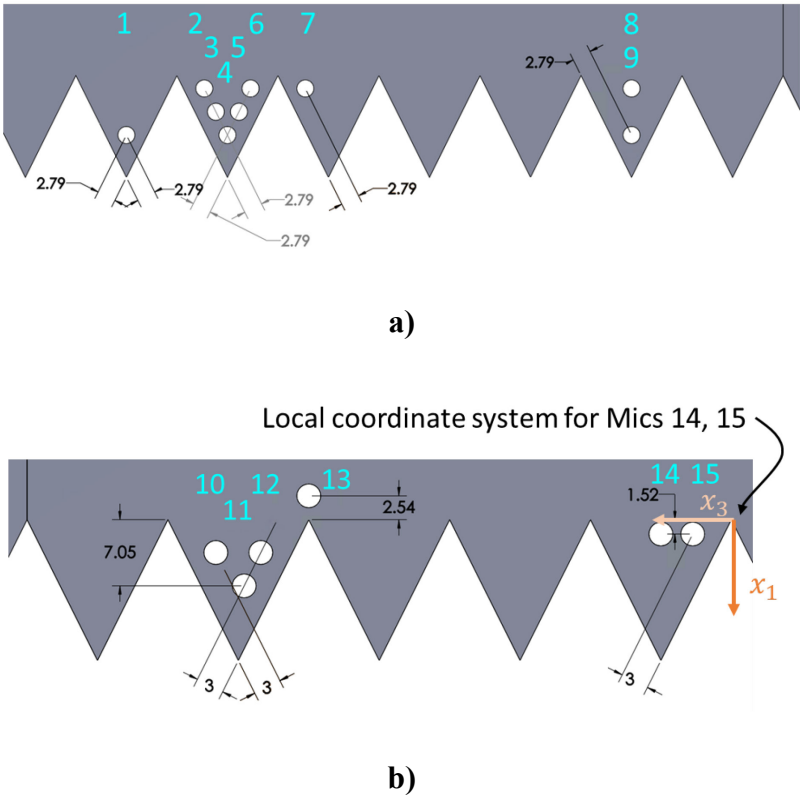 1 2 6 7 8
3 5 9
4
2.79
2.79 2.79 2.79
2.79
2.79
a)
Local coordinate system for Mics 14, 15
10 12 13 14 15
11 1.52
2.54 x₃
7.05
x₁
3 3 3
b)